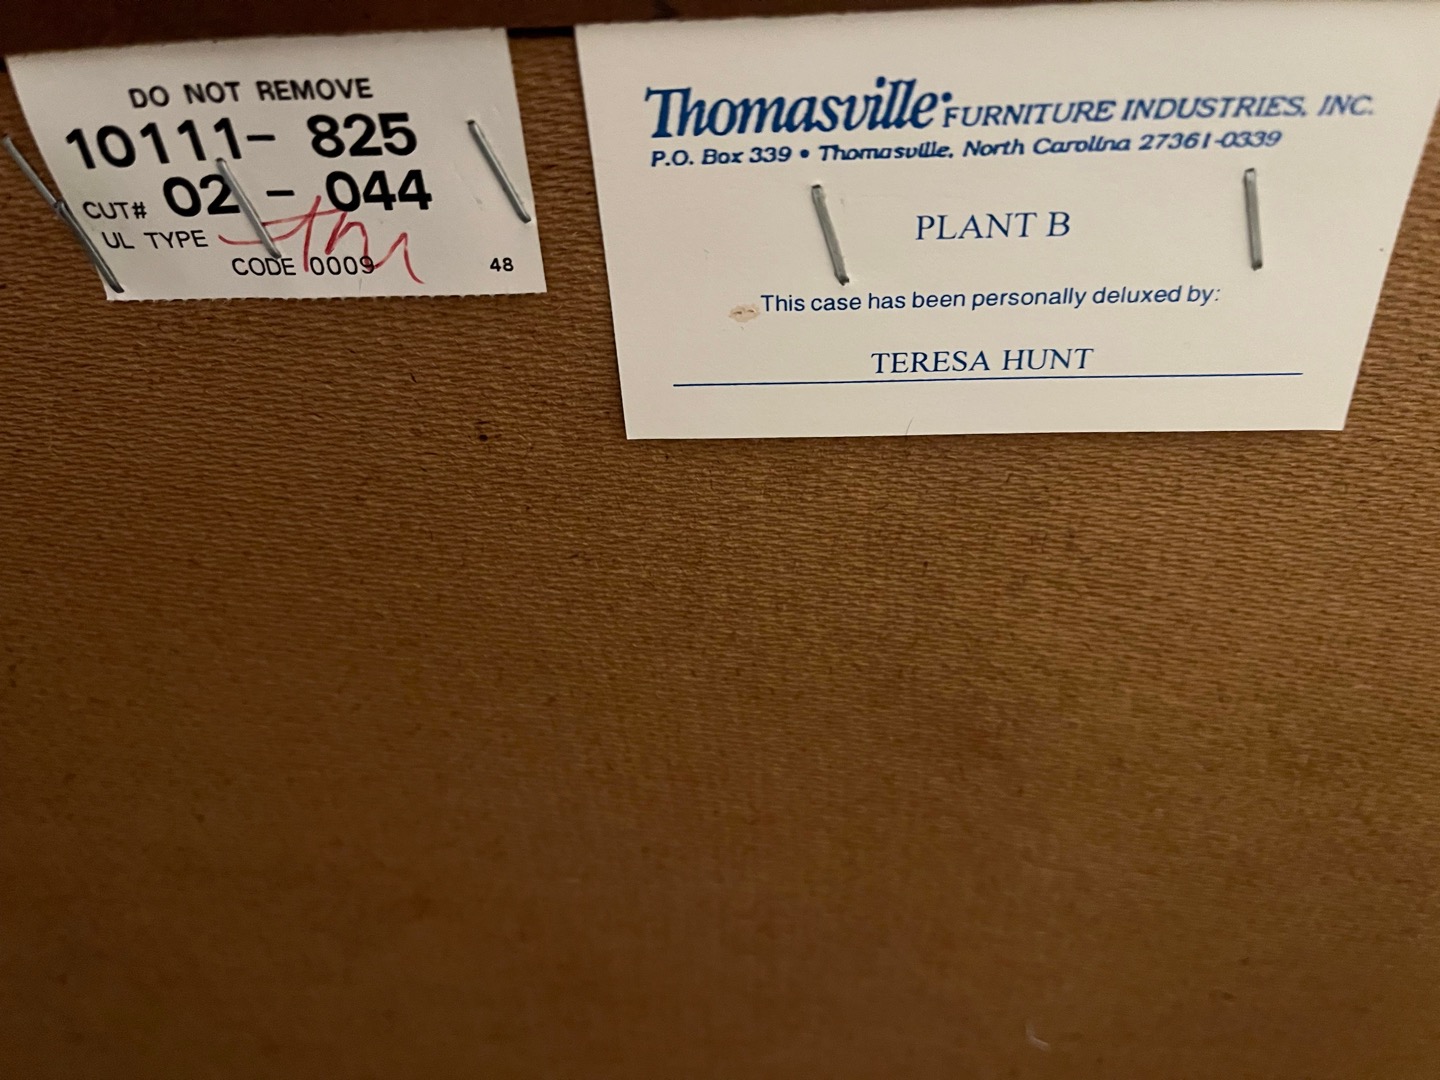 DO NOT REMOVE
10111- 825
CUT# 02 - 044
UL TYPE
CODE 0009
48
Thomasville FURNITURE INDUSTRIES, INC.
P.O. Box 339 • Thomasville, North Carolina 27361-0339
PLANT B
This case has been personally deluxed by:
TERESA HUNT